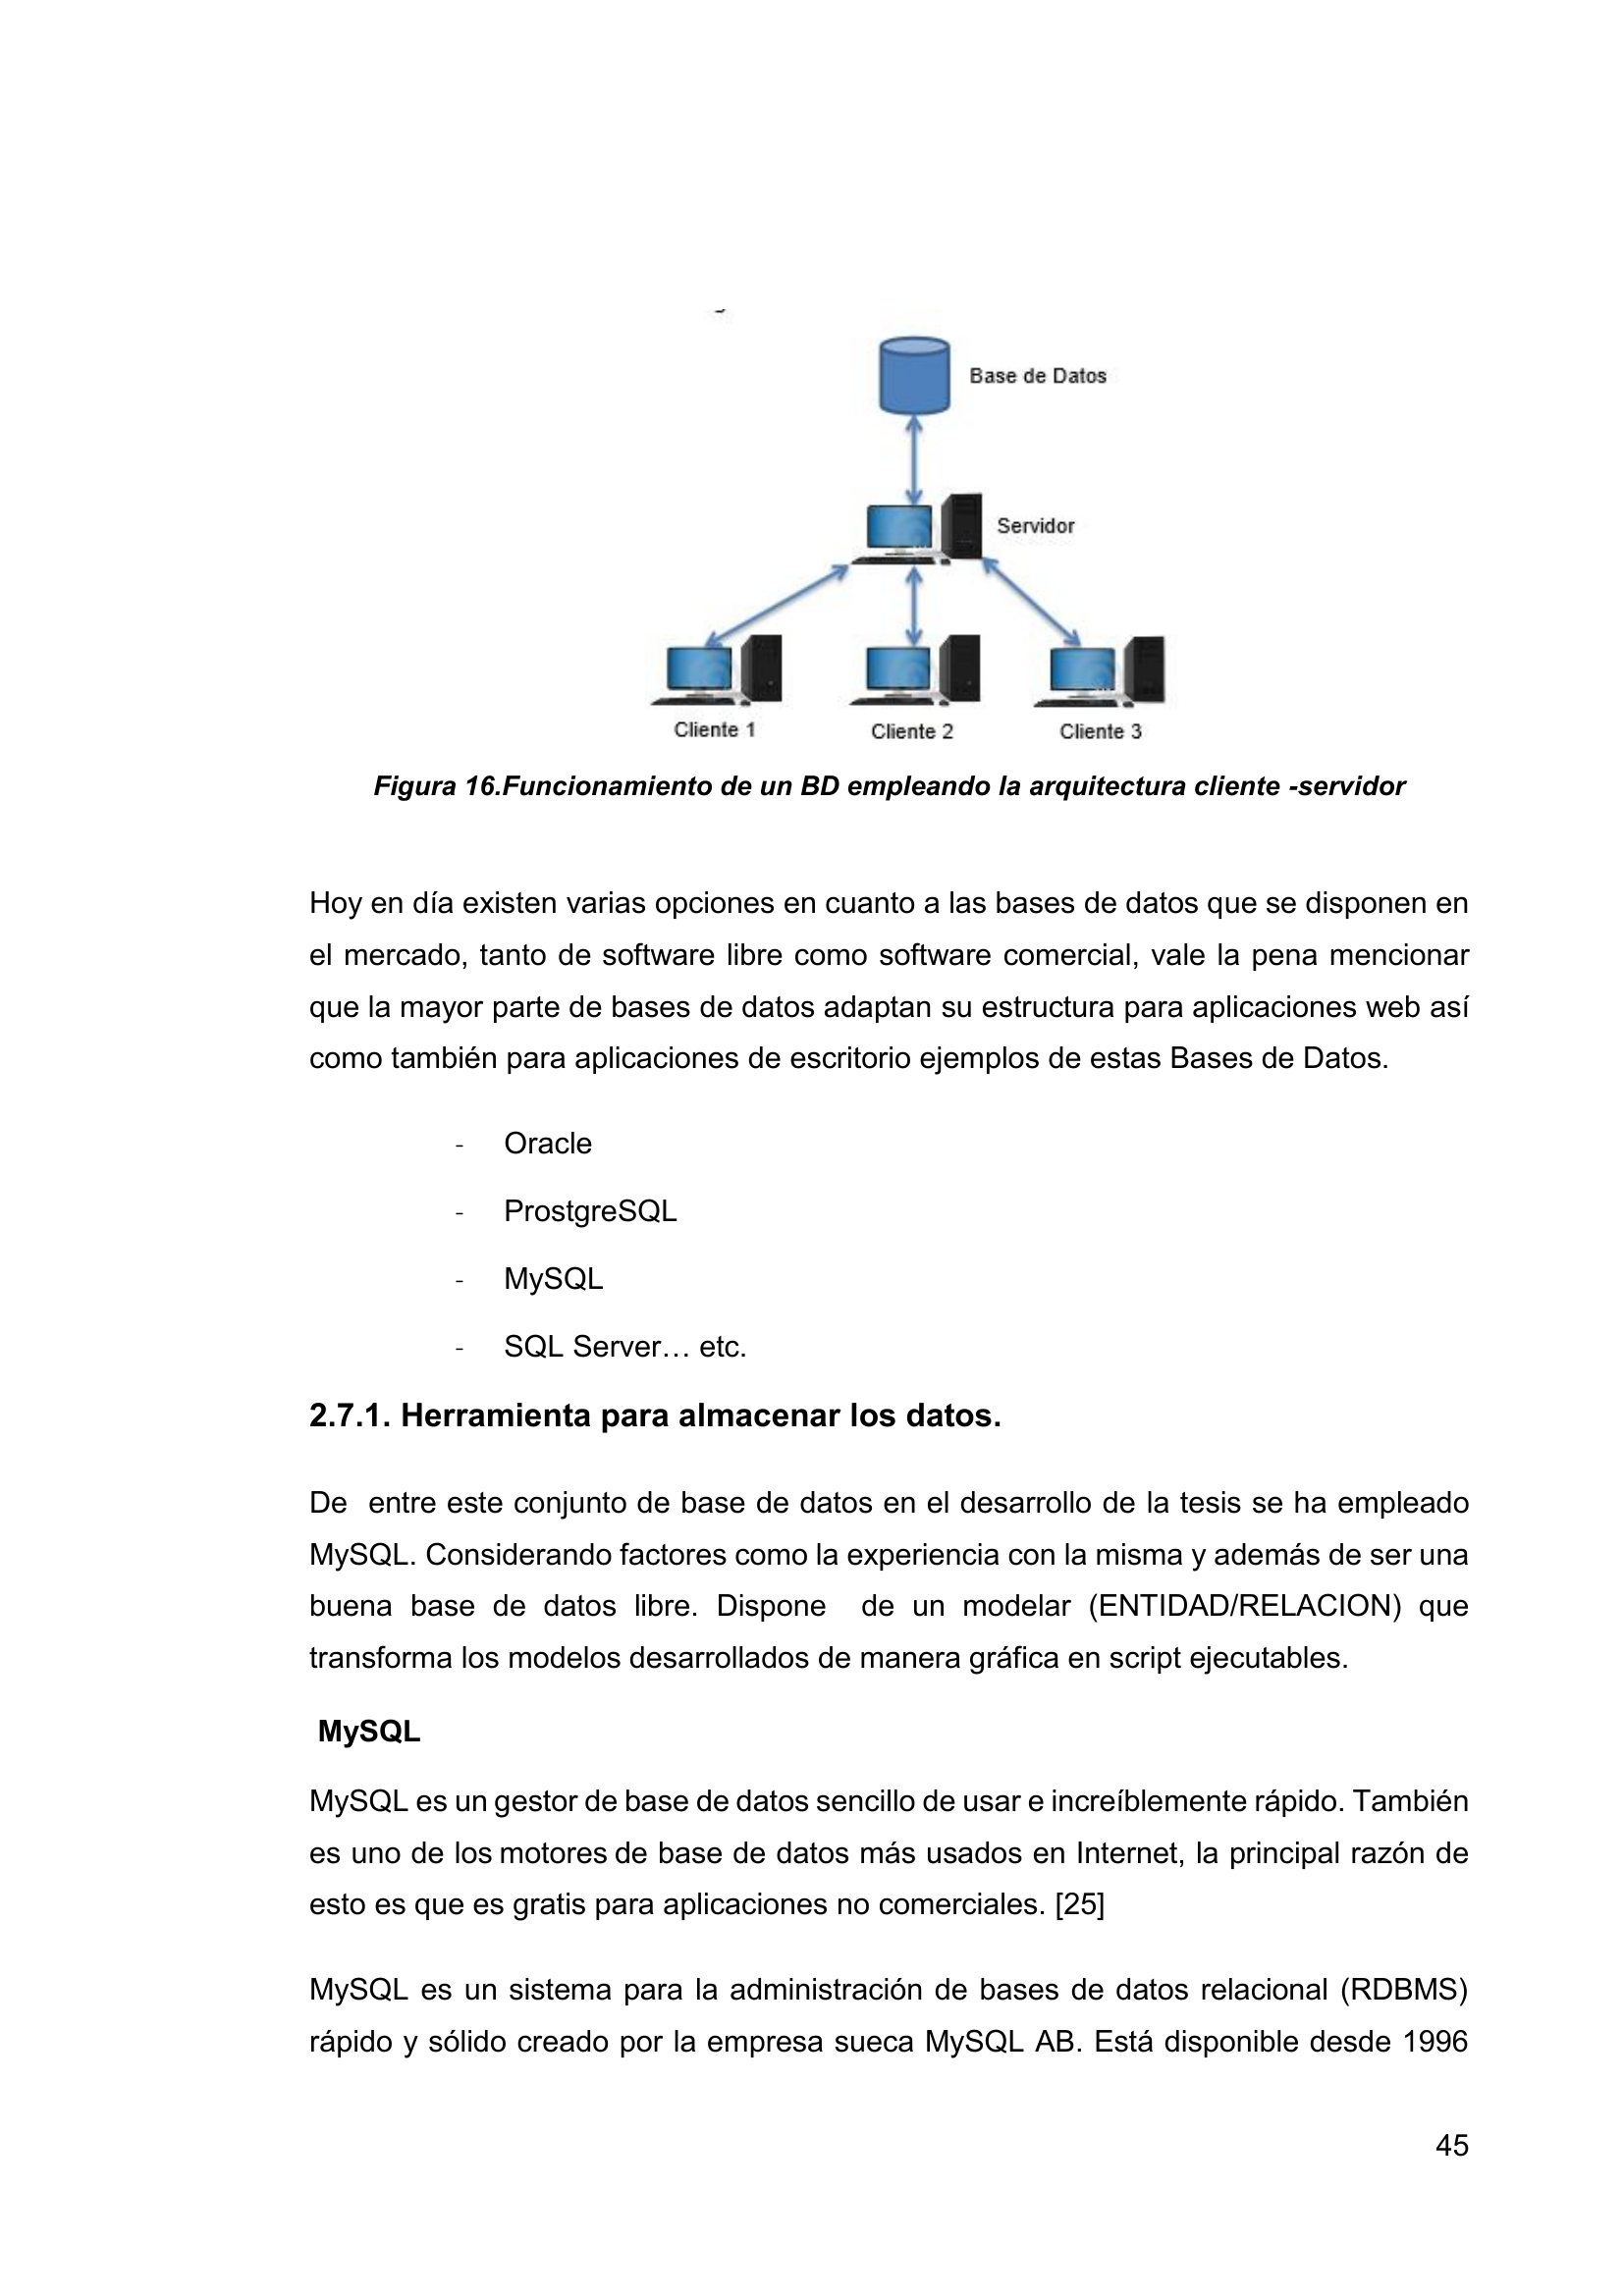 Base de Datos
Servidor
Cliente 1
Cliente 2
Cliente 3
Figura 16.Funcionamiento de un BD empleando la arquitectura cliente -servidor
Hoy en día existen varias opciones en cuanto a las bases de datos que se disponen en
el mercado, tanto de software libre como software comercial, vale la pena mencionar
que la mayor parte de bases de datos adaptan su estructura para aplicaciones web así
como también para aplicaciones de escritorio ejemplos de estas Bases de Datos.
- Oracle
- ProstgreSQL
- MySQL
- SQL Server… etc.
2.7.1. Herramienta para almacenar los datos.
De entre este conjunto de base de datos en el desarrollo de la tesis se ha empleado
MySQL. Considerando factores como la experiencia con la misma y además de ser una
buena base de datos libre. Dispone de un modelar (ENTIDAD/RELACION) que
transforma los modelos desarrollados de manera gráfica en script ejecutables.
MySQL
MySQL es un gestor de base de datos sencillo de usar e increíblemente rápido. También
es uno de los motores de base de datos más usados en Internet, la principal razón de
esto es que es gratis para aplicaciones no comerciales. [25]
MySQL es un sistema para la administración de bases de datos relacional (RDBMS)
rápido y sólido creado por la empresa sueca MySQL AB. Está disponible desde 1996
45